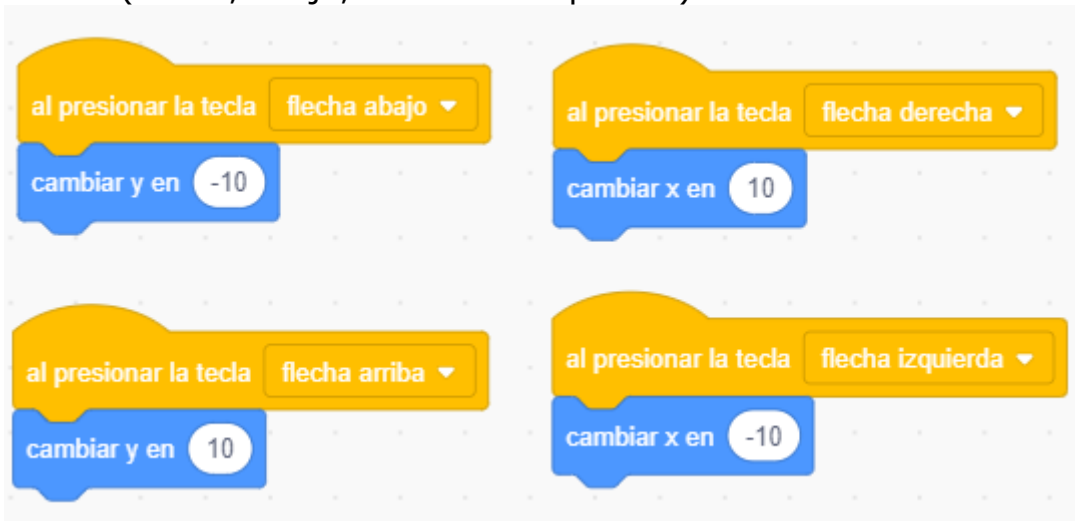 al presionar la tecla flecha abajo
cambiar y en -10
al presionar la tecla flecha derecha
cambiar x en 10
al presionar la tecla flecha arriba
cambiar y en 10
al presionar la tecla flecha izquierda
cambiar x en -10